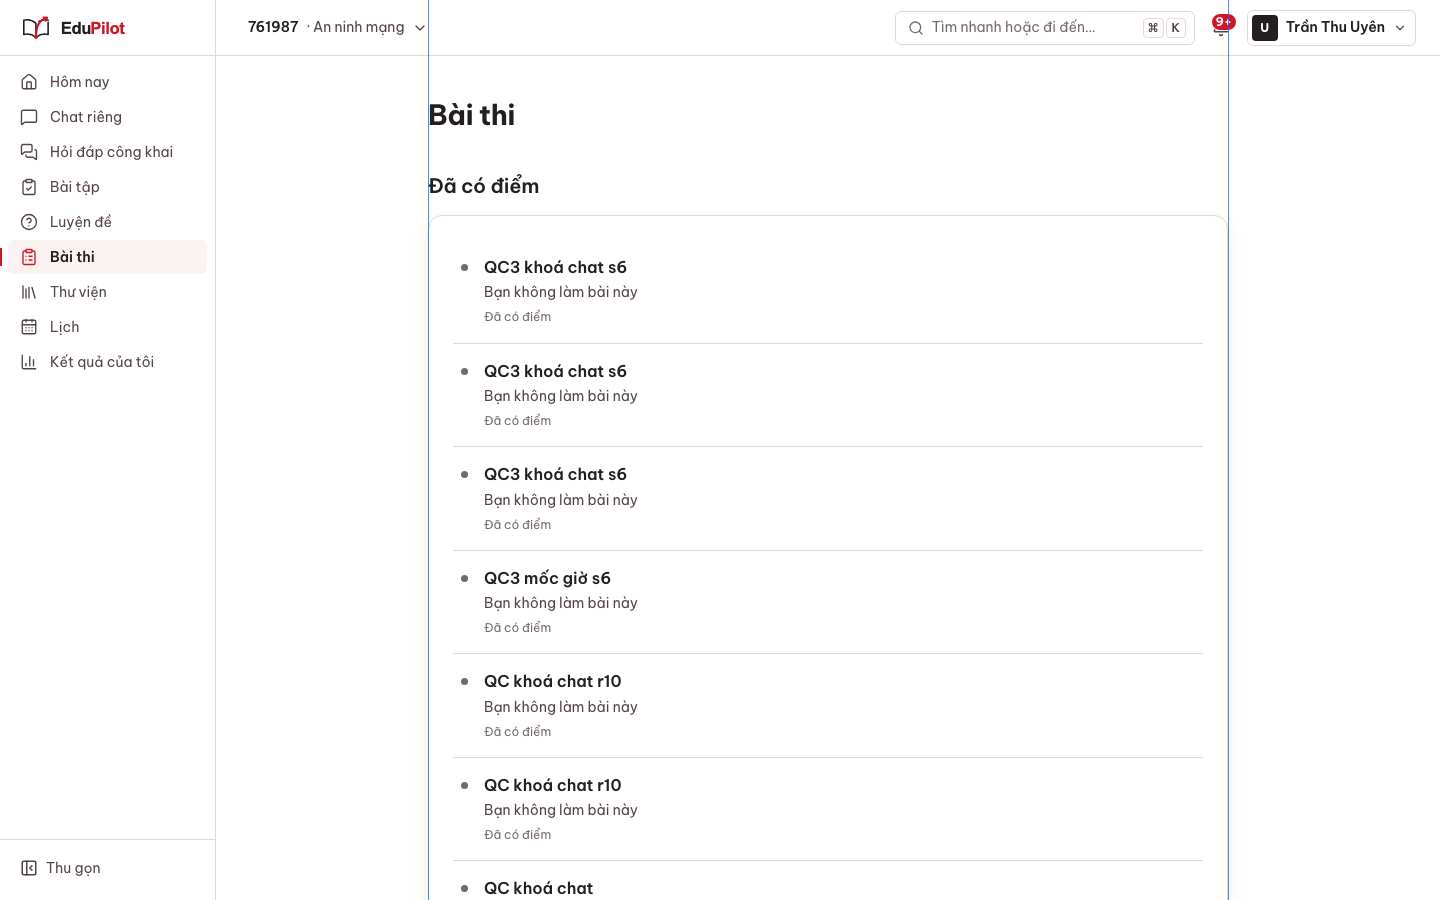 EduPilot
761987 · An ninh mạng
Tìm nhanh hoặc đi đến...
⌘ K
9+
U
Trần Thu Uyên
Hôm nay
Chat riêng
Hỏi đáp công khai
Bài tập
Luyện đề
Bài thi
Thư viện
Lịch
Kết quả của tôi
Thu gọn
Bài thi
Đã có điểm
QC3 khoá chat s6
Bạn không làm bài này
Đã có điểm
QC3 khoá chat s6
Bạn không làm bài này
Đã có điểm
QC3 khoá chat s6
Bạn không làm bài này
Đã có điểm
QC3 mốc giờ s6
Bạn không làm bài này
Đã có điểm
QC khoá chat r10
Bạn không làm bài này
Đã có điểm
QC khoá chat r10
Bạn không làm bài này
Đã có điểm
QC khoá chat